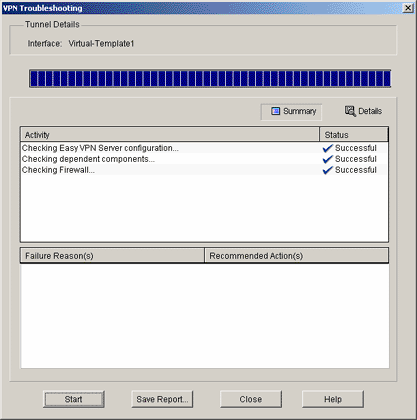 VPN Troubleshooting
Tunnel Details
Interface: Virtual-Template1
Summary Details
Activity Status
Checking Easy VPN Server configuration... Successful
Checking dependent components... Successful
Checking Firewall... Successful
Failure Reason(s) Recommended Action(s)
Start Save Report... Close Help